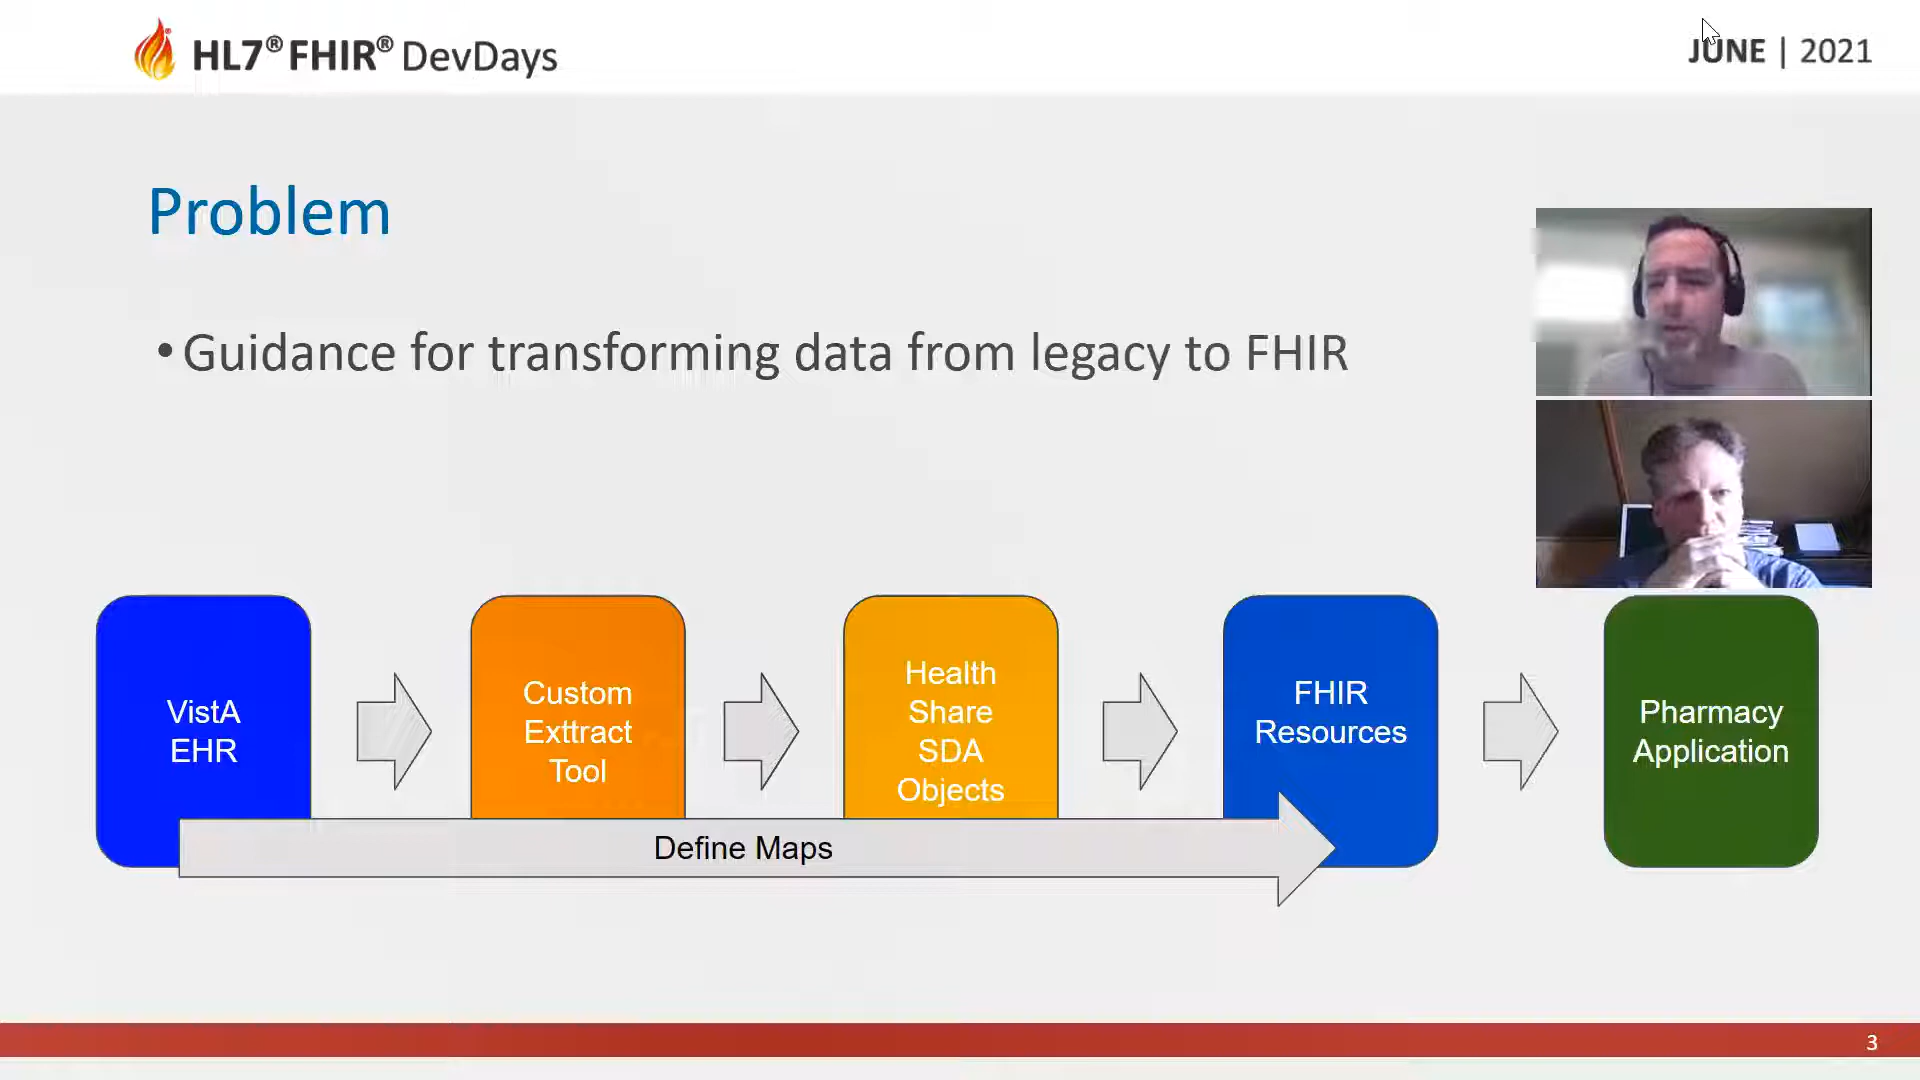 HL7® FHIR® DevDays
JUNE | 2021
Problem
• Guidance for transforming data from legacy to FHIR
VistA
EHR
Custom
Exttract
Tool
Health
Share
SDA
Objects
FHIR
Resources
Pharmacy
Application
Define Maps
3